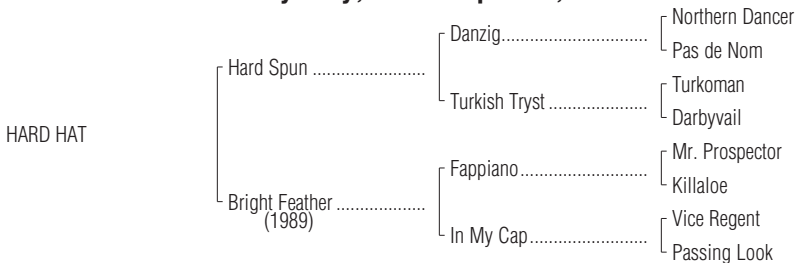 Northern Dancer
Danzig..............................
Pas de Nom
Hard Spun .......................
Turkoman
Turkish Tryst ....................
Darbyvail
HARD HAT
Mr. Prospector
Fappiano..........................
Killaloe
Bright Feather ..................
(1989)
Vice Regent
In My Cap........................
Passing Look